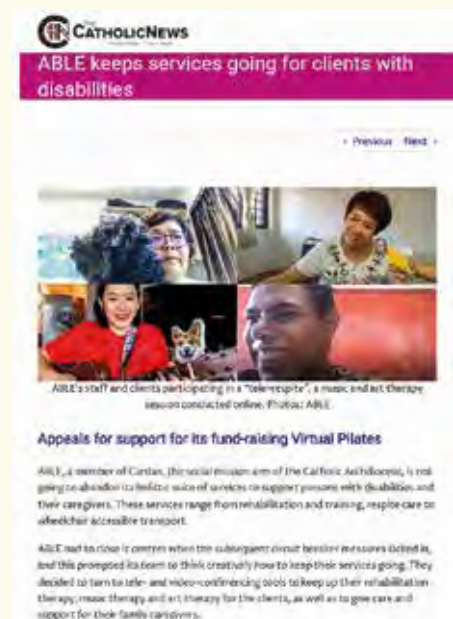 THE
CATHOLICNEWS
ABLE keeps services going for clients with
disabilities
‹ Previous Next ›
ABLE's staff and clients participating in a "tele-respite", a music and art therapy
session conducted online. Photos: ABLE
Appeals for support for its fund-raising Virtual Pilates
ABLE, a member of Caritas, the social mission arm of the Catholic Archdiocese, is not
going to abandon its holistic suite of services to support persons with disabilities and
their caregivers. These services range from rehabilitation and training, respite care to
wheelchair accessible transport.
ABLE had to close it centres when the subsequent circuit breaker measures kicked in,
and this prompted its team to think creatively how to keep their services going. They
decided to turn to tele- and video-conferencing tools to keep up their rehabilitation
therapy, music therapy and art therapy for the clients, as well as to give care and
support for their family caregivers.